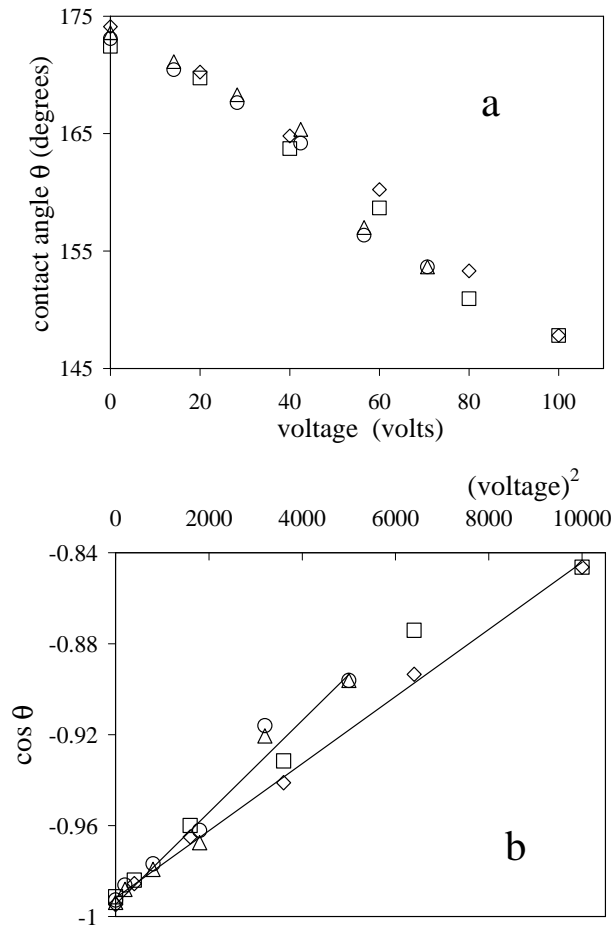 175
165
155
145
contact angle θ (degrees)
a
0 20 40 60 80 100
voltage (volts)
(voltage)2
0 2000 4000 6000 8000 10000
-0.84
-0.88
-0.92
-0.96
-1
cos θ
b